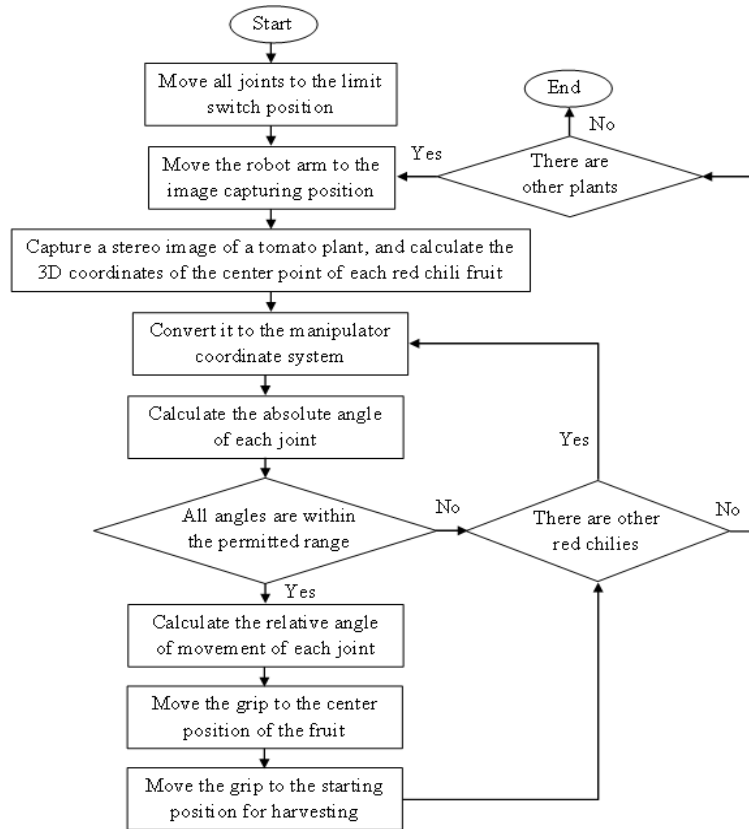 Start
Move all joints to the limit
switch position
End
No
Yes
Move the robot arm to the
image capturing position
There are
other plants
Capture a stereo image of a tomato plant, and calculate the
3D coordinates of the center point of each red chili fruit
Convert it to the manipulator
coordinate system
Calculate the absolute angle
of each joint
Yes
All angles are within
the permitted range
No
There are other
red chilies
No
Yes
Calculate the relative angle
of movement of each joint
Move the grip to the center
position of the fruit
Move the grip to the starting
position for harvesting